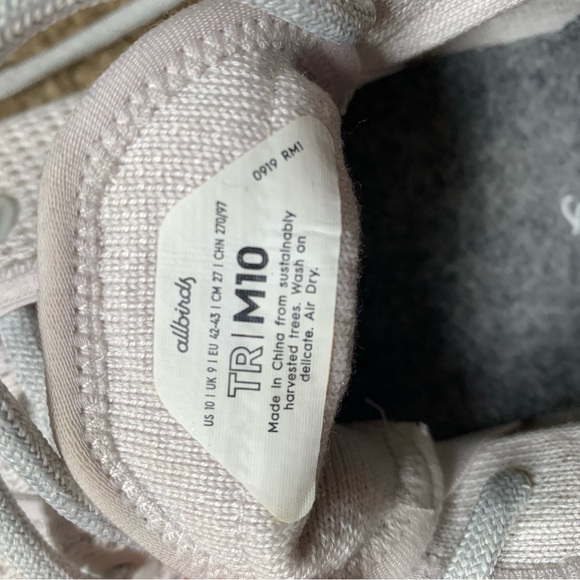 allbirds
US 10 | UK 9 | EU 42-43 | CM 27 | CHN 270/97
TR|M10
Made in China from sustainably
harvested trees. Wash on
delicate. Air Dry.
0919 RM1